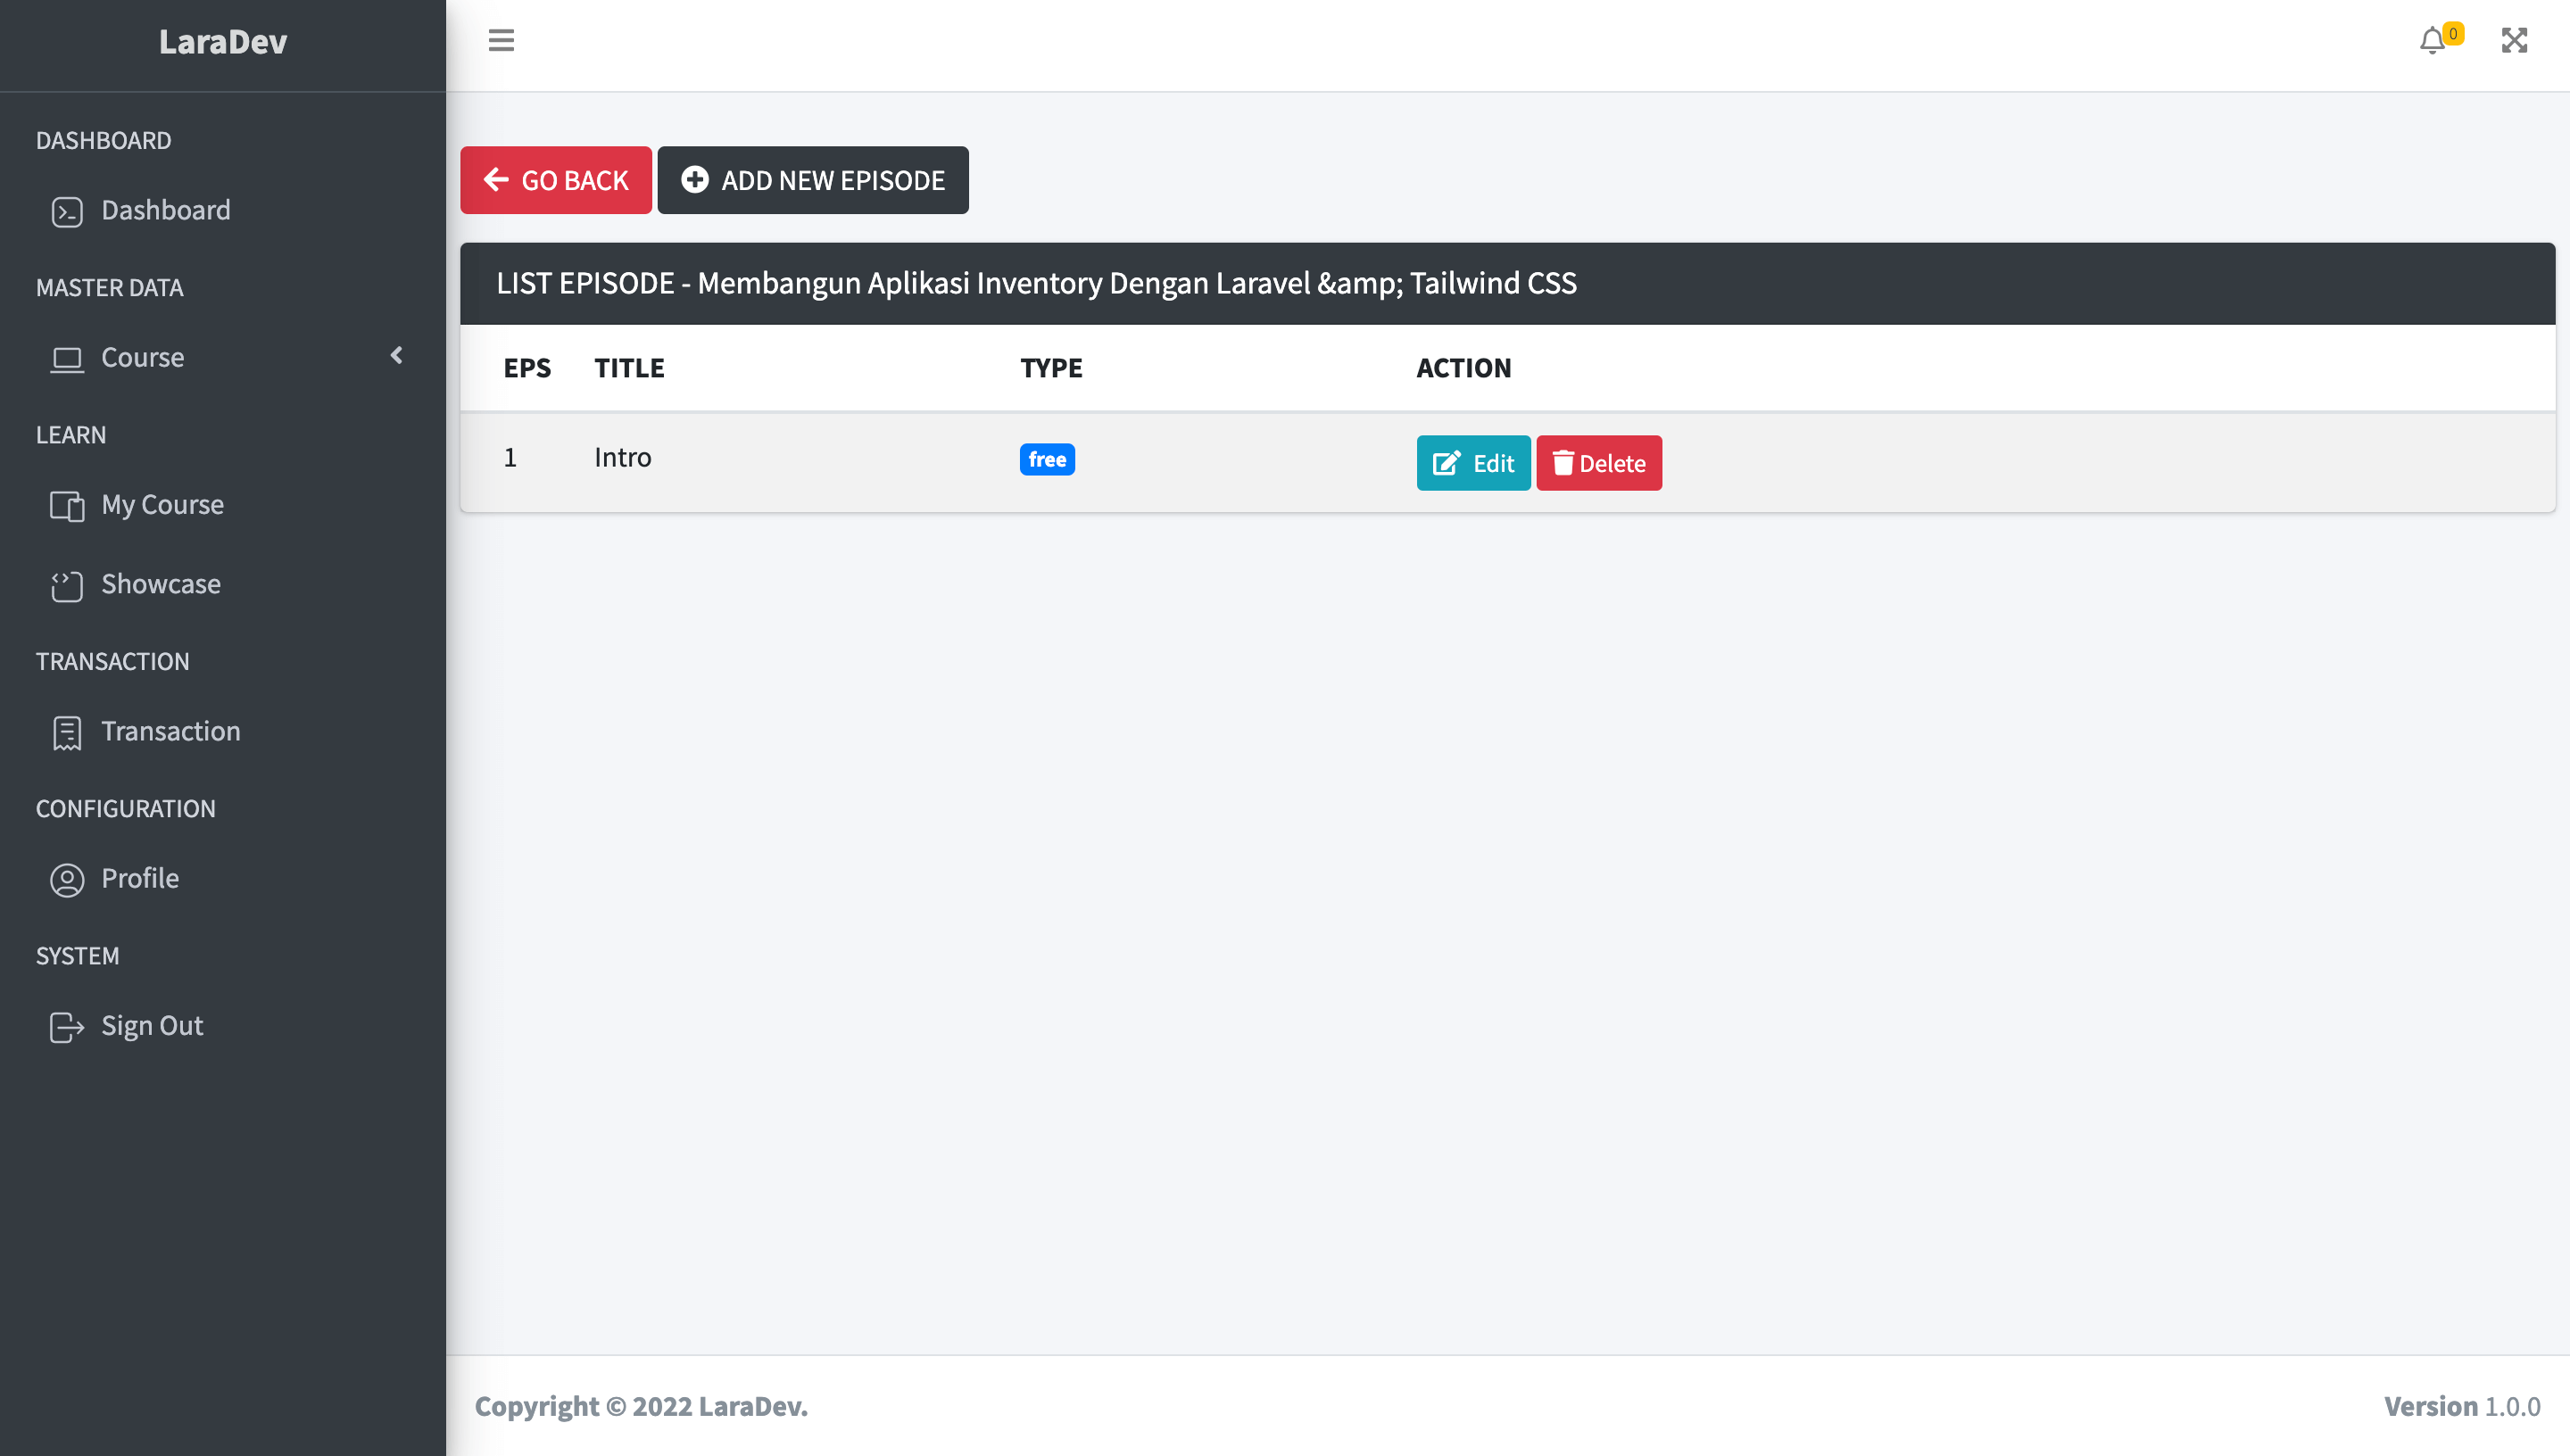 LaraDev
0
DASHBOARD
Dashboard
MASTER DATA
Course
LEARN
My Course
Showcase
TRANSACTION
Transaction
CONFIGURATION
Profile
SYSTEM
Sign Out
GO BACK ADD NEW EPISODE
LIST EPISODE - Membangun Aplikasi Inventory Dengan Laravel &amp; Tailwind CSS
EPS TITLE TYPE ACTION
1 Intro free Edit Delete
Copyright © 2022 LaraDev. Version 1.0.0